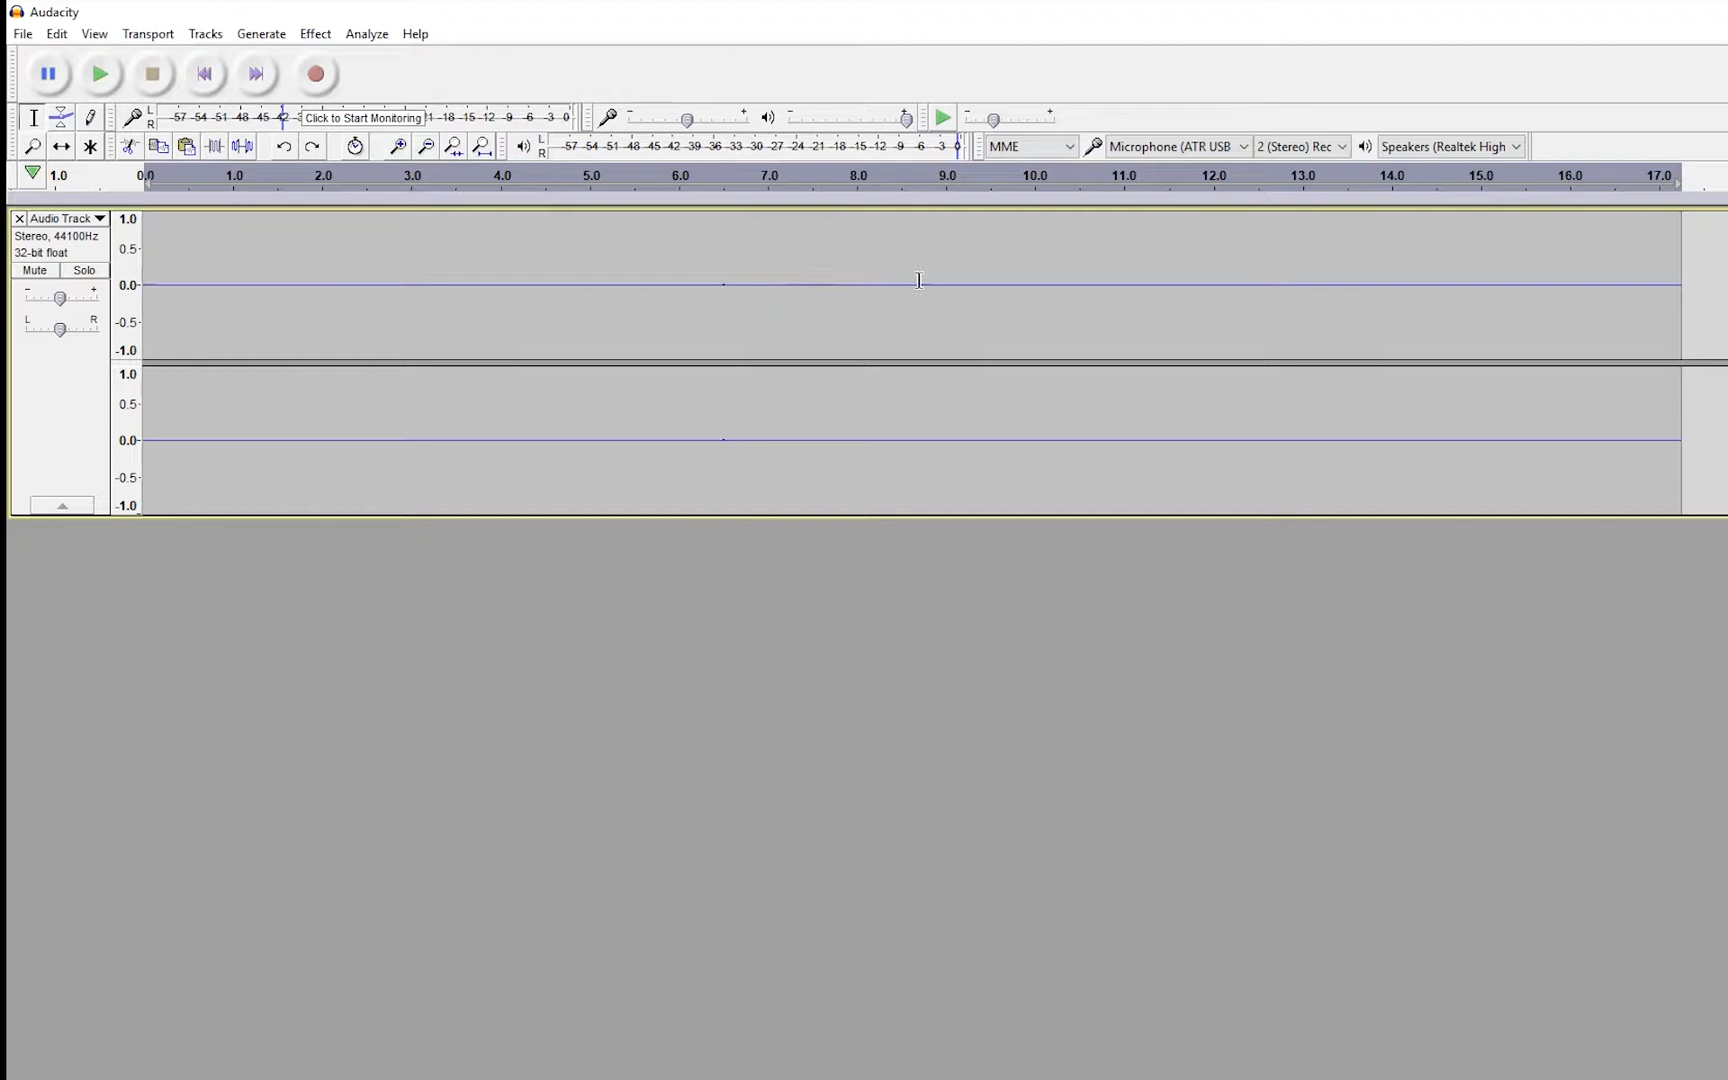 Audacity
File Edit View Transport Tracks Generate Effect Analyze Help
L R -57 -54 -51 -48 -45 -42 Click to Start Monitoring -18 -15 -12 -9 -6 -3 0 - + - + - +
L R -57 -54 -51 -48 -45 -42 -39 -36 -33 -30 -27 -24 -21 -18 -15 -12 -9 -6 -3 0 MME Microphone (ATR USB 2 (Stereo) Rec Speakers (Realtek High
1.0 0.0 1.0 2.0 3.0 4.0 5.0 6.0 7.0 8.0 9.0 10.0 11.0 12.0 13.0 14.0 15.0 16.0 17.0
Audio Track 1.0
Stereo, 44100Hz
0.5
32-bit float
Mute Solo
0.0
- +
L R
-0.5
-1.0
1.0
0.5
0.0
-0.5
-1.0